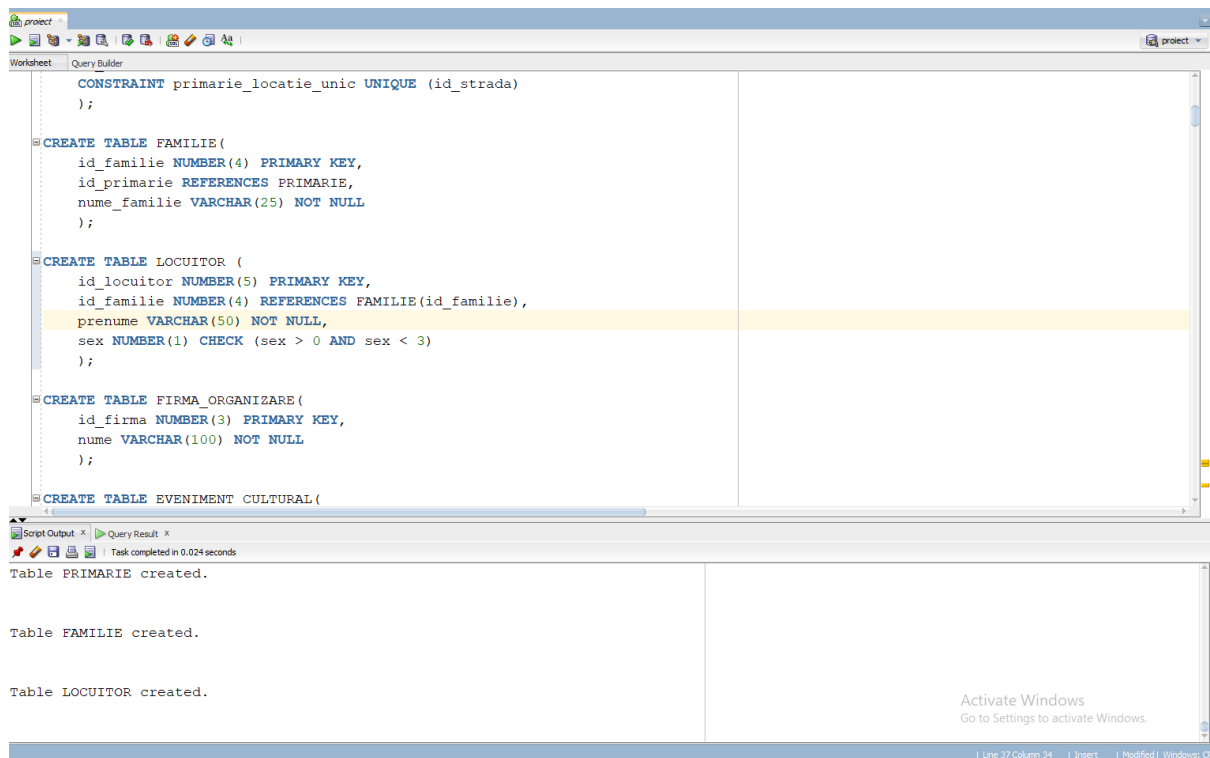 proiect
proiect
Worksheet Query Builder
CONSTRAINT primarie_locatie_unic UNIQUE (id_strada)
);
CREATE TABLE FAMILIE(
id_familie NUMBER(4) PRIMARY KEY,
id_primarie REFERENCES PRIMARIE,
nume_familie VARCHAR(25) NOT NULL
);
CREATE TABLE LOCUITOR (
id_locuitor NUMBER(5) PRIMARY KEY,
id_familie NUMBER(4) REFERENCES FAMILIE(id_familie),
prenume VARCHAR(50) NOT NULL,
sex NUMBER(1) CHECK (sex > 0 AND sex < 3)
);
CREATE TABLE FIRMA_ORGANIZARE(
id_firma NUMBER(3) PRIMARY KEY,
nume VARCHAR(100) NOT NULL
);
CREATE TABLE EVENIMENT CULTURAL(
Script Output x Query Result x
Task completed in 0.024 seconds
Table PRIMARIE created.
Table FAMILIE created.
Table LOCUITOR created.
Activate Windows
Go to Settings to activate Windows.
| Line 37 Column 34 | Insert | Modified | Windows: